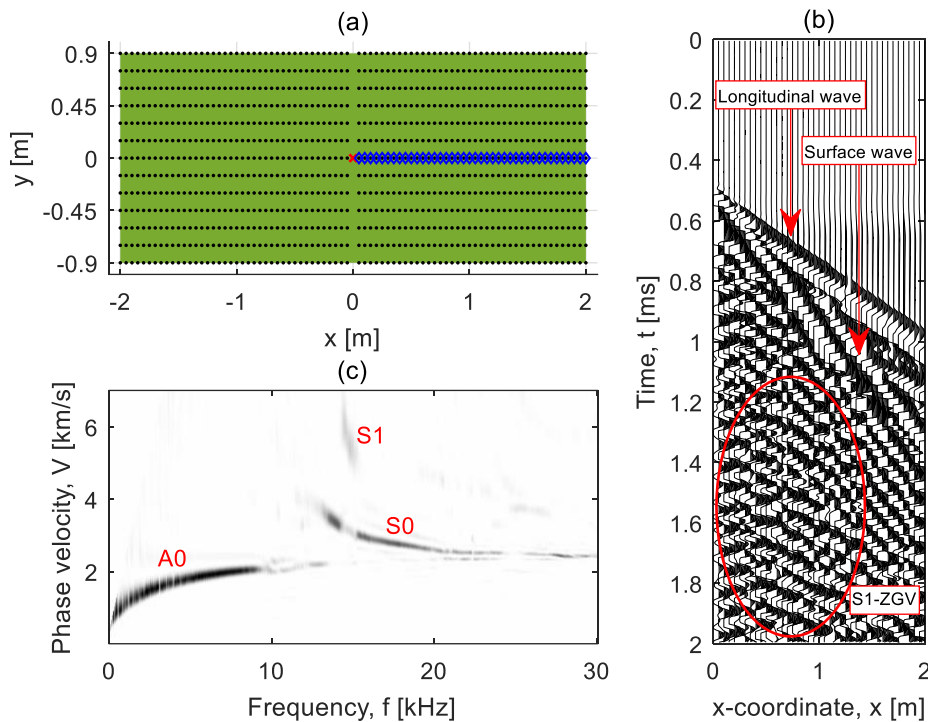 (a)
0.9
0.45
0
-0.45
-0.9
y [m]
-2
-1
0
1
2
x [m]
(b)
0
0.2
0.4
0.6
0.8
1
1.2
1.4
1.6
1.8
2
Time, t [ms]
Longitudinal wave
Surface wave
S1-ZGV
0
1
2
x-coordinate, x [m]
(c)
6
4
2
Phase velocity, V [km/s]
S1
S0
A0
0
10
20
30
Frequency, f [kHz]